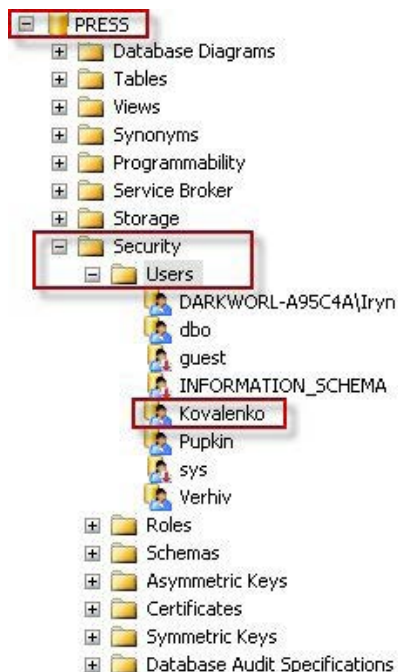 PRESS
Database Diagrams
Tables
Views
Synonyms
Programmability
Service Broker
Storage
Security
Users
DARKWORL-A95C4A\Iryn
dbo
guest
INFORMATION_SCHEMA
Kovalenko
Pupkin
sys
Verhiv
Roles
Schemas
Asymmetric Keys
Certificates
Symmetric Keys
Database Audit Specifications